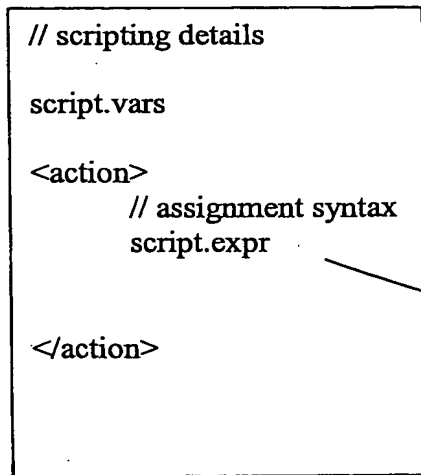 // scripting details
script.vars
<action>
// assignment syntax
script.expr
</action>